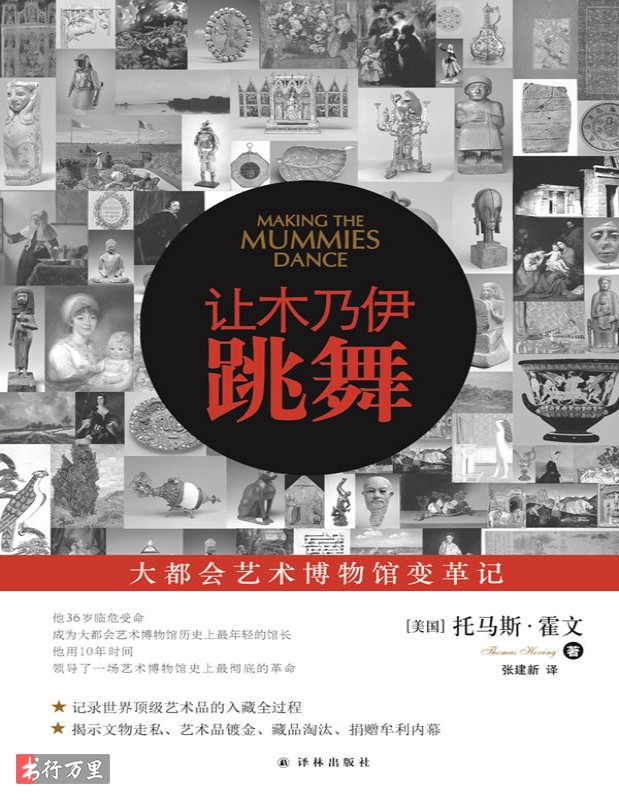 MAKING THE
MUMMIES
DANCE
让木乃伊
跳舞
大都会艺术博物馆变革记
他36岁临危受命
成为大都会艺术博物馆历史上最年轻的馆长
他用10年时间
领导了一场艺术博物馆史上最彻底的革命
[美国] 托马斯·霍文
Thomas Hoving 著
张建新 译
★ 记录世界顶级艺术品的入藏全过程
★ 揭示文物走私、艺术品镀金、藏品淘汰、捐赠牟利内幕
译林出版社
书行万里